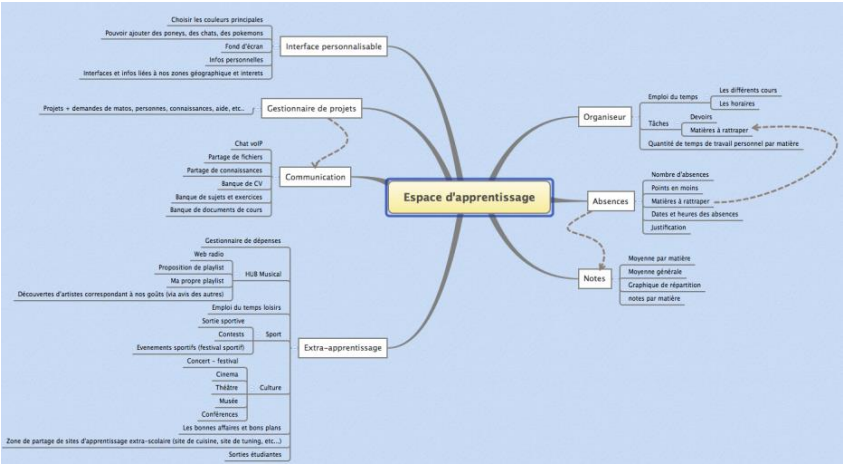 Choisir les couleurs principales
Pouvoir ajouter des poneys, des chats, des pokemons
Fond d'écran
Infos personnelles
Interfaces et infos liées à nos zones géographique et interets
Interface personnalisable
Projets + demandes de matos, personnes, connaissances, aide, etc..
Gestionnaire de projets
Chat voIP
Partage de fichiers
Partage de connaissances
Banque de CV
Banque de sujets et exercices
Banque de documents de cours
Communication
Espace d'apprentissage
Gestionnaire de dépenses
Web radio
Proposition de playlist
Ma propre playlist
Découvertes d'artistes correspondant à nos goûts (via avis des autres)
HUB Musical
Emploi du temps loisirs
Sortie sportive
Contests
Evenements sportifs (festival sportif)
Sport
Concert - festival
Cinema
Théâtre
Musée
Conférences
Culture
Les bonnes affaires et bons plans
Zone de partage de sites d'apprentissage extra-scolaire (site de cuisine, site de tuning, etc...)
Sorties étudiantes
Extra-apprentissage
Organiseur
Emploi du temps
Les différents cours
Les horaires
Tâches
Devoirs
Matières à rattraper
Quantité de temps de travail personnel par matière
Absences
Nombre d'absences
Points en moins
Matières à rattraper
Dates et heures des absences
Justification
Notes
Moyenne par matière
Moyenne générale
Graphique de répartition
notes par matière